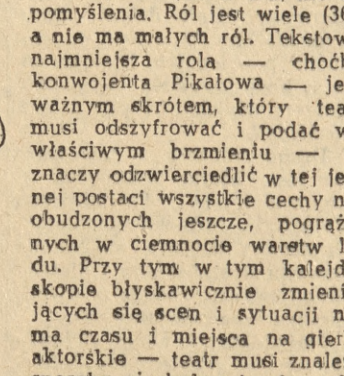 pomyślenia. Ról jest wiele (36
a nie ma małych ról. Tekstow
najmniejsza rola — choćb
konwojenta Pikałowa — je
ważnym skrótem, który tea
musi odszyfrować i podać w
właściwym brzmieniu —
znaczy odzwierciedlić w tej je
nej postaci wszystkie cechy n
obudzonych jeszcze, pogrąż
nych w ciemnocie warstw l
du. Przy tym w tym kalejd
skopie błyskawicznie zmieni
jących się scen i sytuacji n
ma czasu i miejsca na gier
aktorskie — teatr musi znale